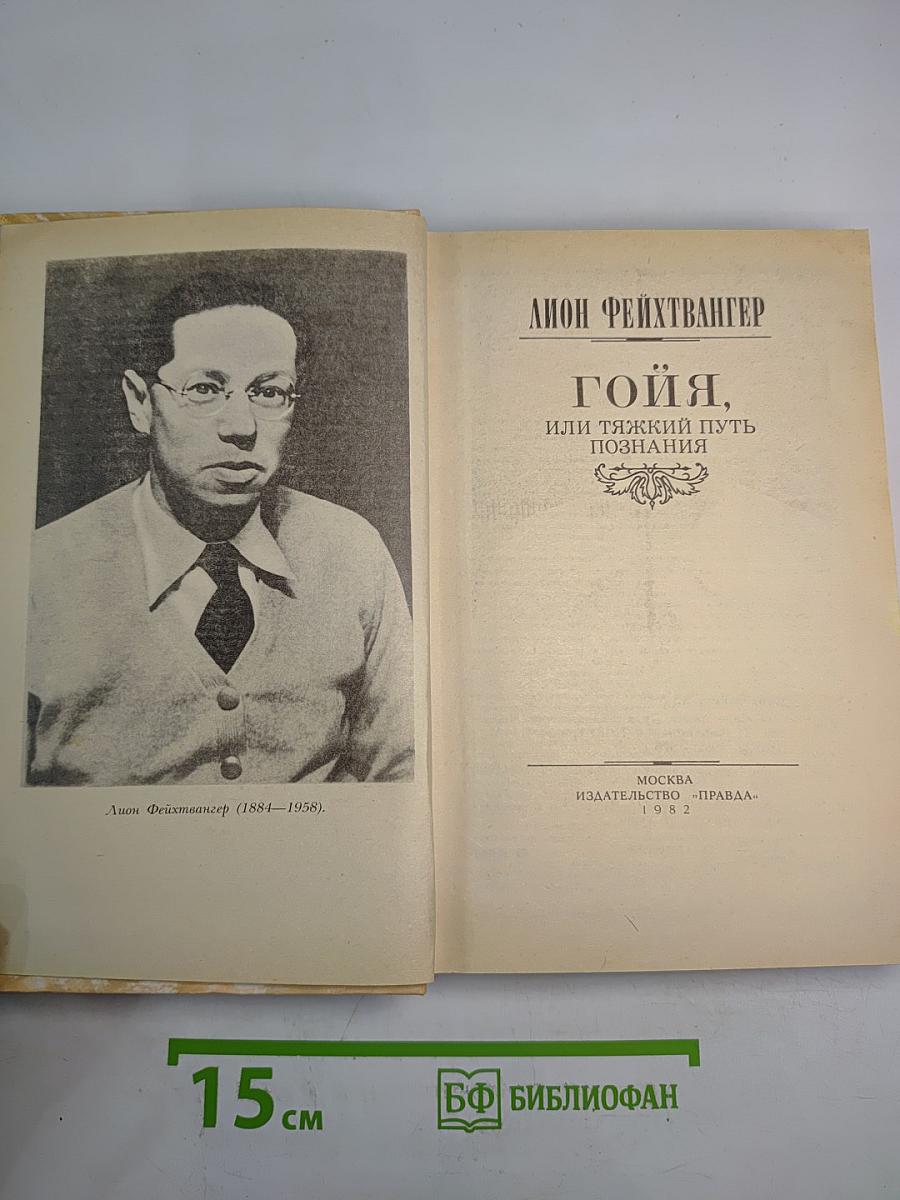 Лион Фейхтвангер (1884—1958).
ЛИОН ФЕЙХТВАНГЕР
ГОЙЯ,
ИЛИ ТЯЖКИЙ ПУТЬ
ПОЗНАНИЯ
МОСКВА
ИЗДАТЕЛЬСТВО „ПРАВДА“
1982
15 см
БФ БИБЛИОФАН